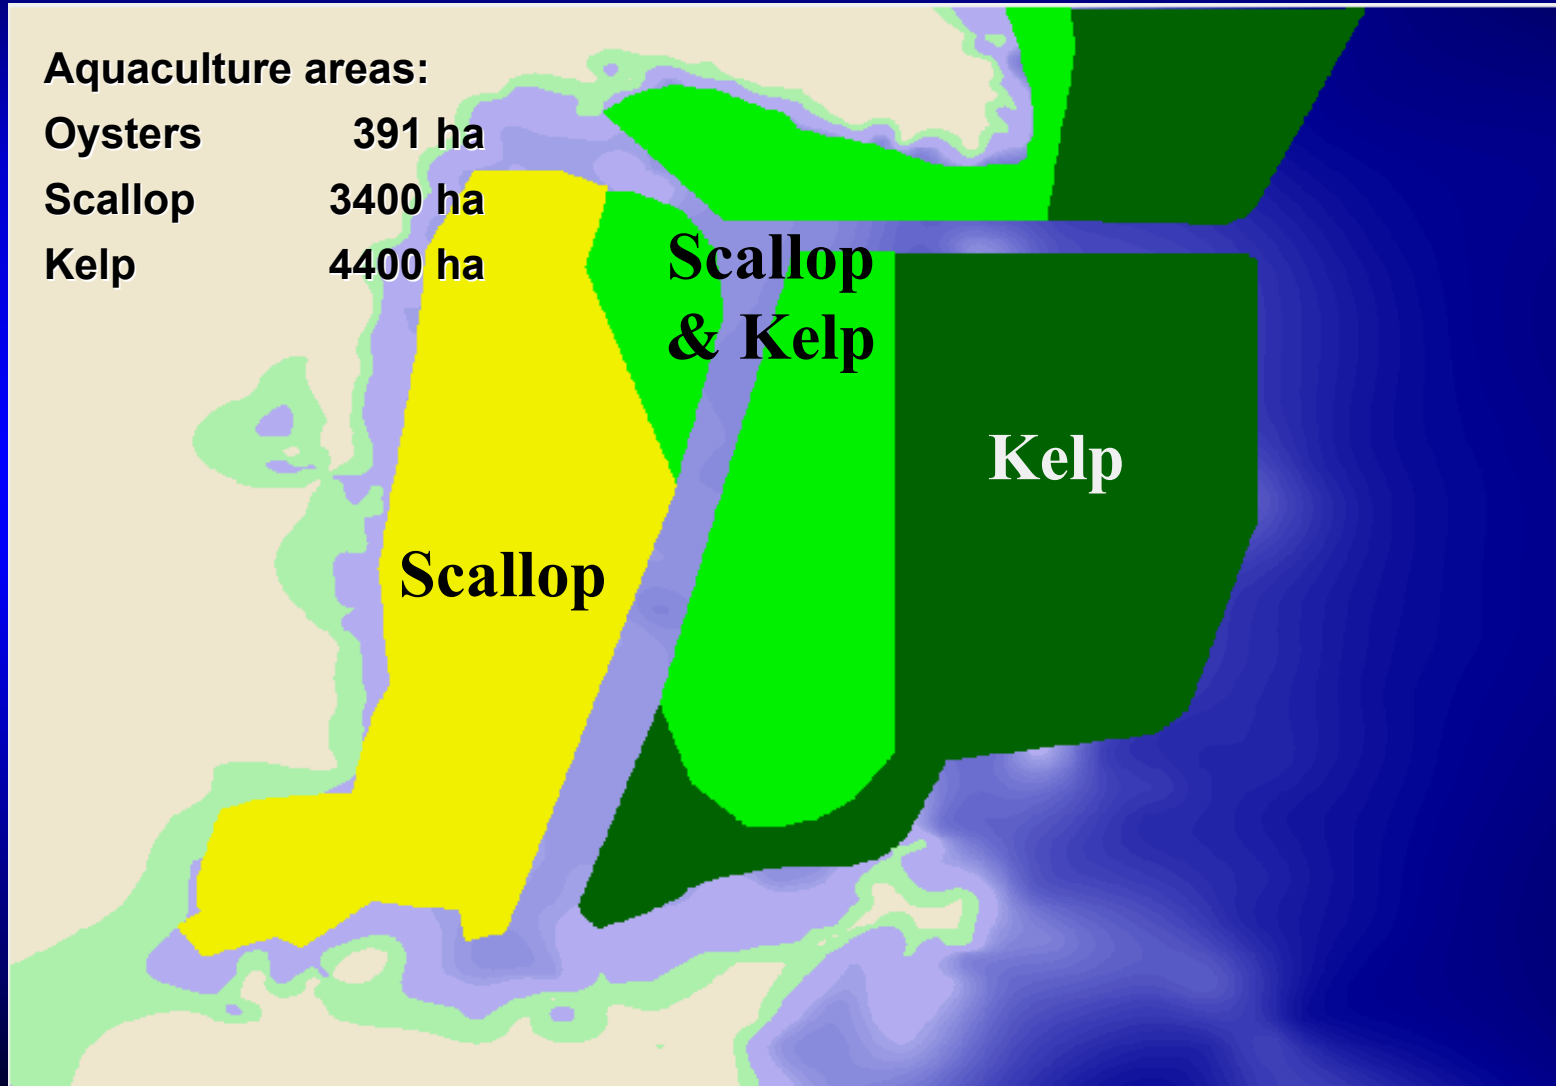 Aquaculture areas:
Oysters 391 ha
Scallop 3400 ha
Kelp 4400 ha
Scallop
& Kelp
Kelp
Scallop